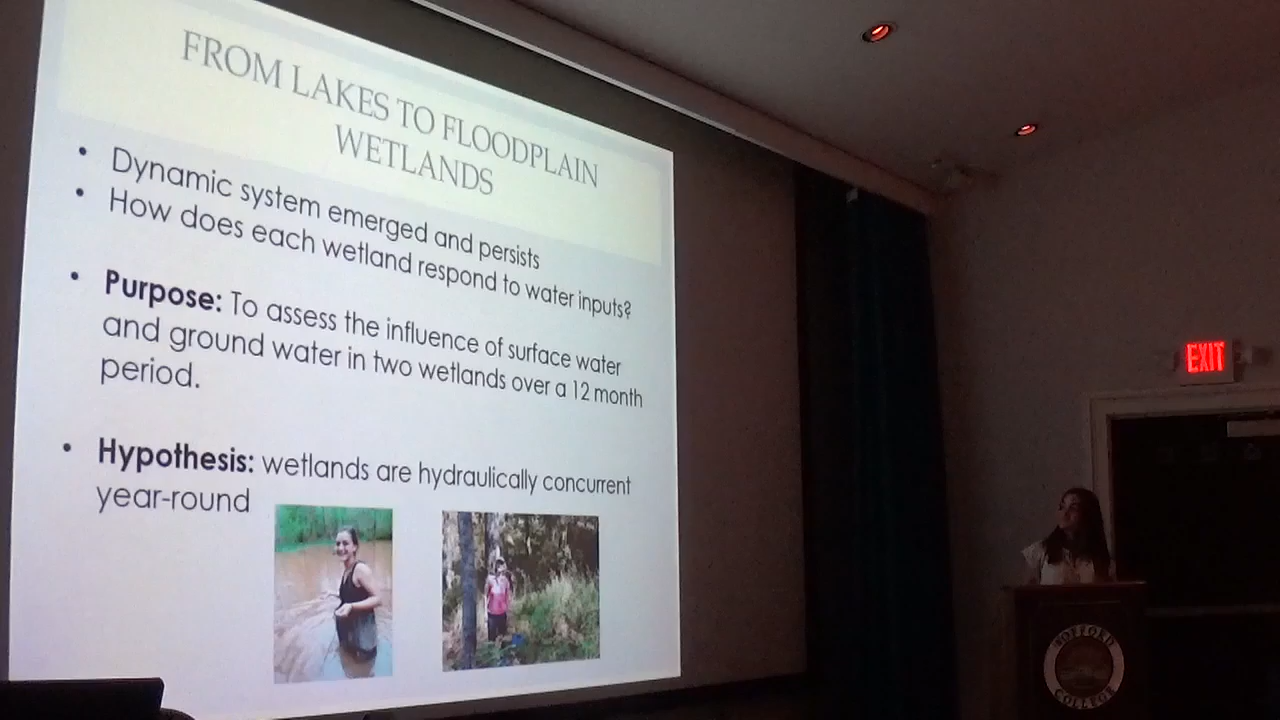 FROM LAKES TO FLOODPLAIN
WETLANDS
• Dynamic system emerged and persists
• How does each wetland respond to water inputs?
• Purpose: To assess the influence of surface water
and ground water in two wetlands over a 12 month
period.
• Hypothesis: wetlands are hydraulically concurrent
year-round
EXIT
WOFFORD
COLLEGE